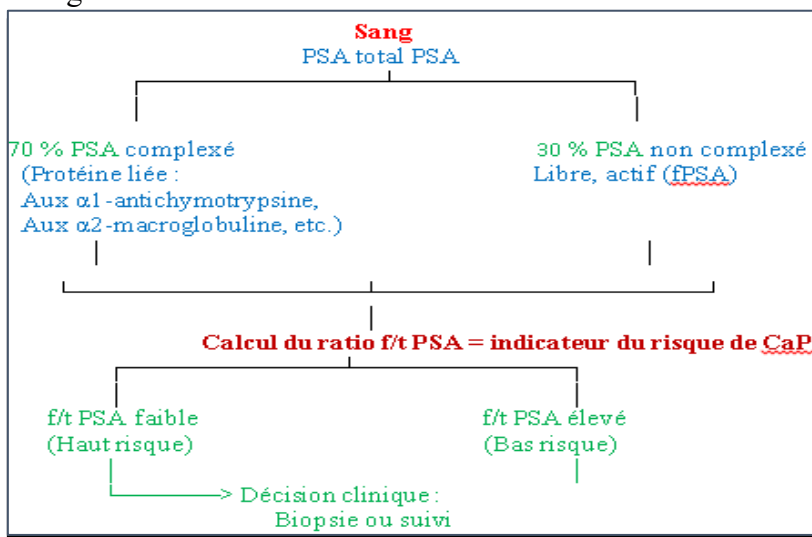 Sang
PSA total PSA
70 % PSA complexé
(Protéine liée :
Aux α1-antichymotrypsine,
Aux α2-macroglobuline, etc.)
30 % PSA non complexé
Libre, actif (fPSA)
Calcul du ratio f/t PSA = indicateur du risque de CaP
f/t PSA faible
(Haut risque)
f/t PSA élevé
(Bas risque)
> Décision clinique :
Biopsie ou suivi